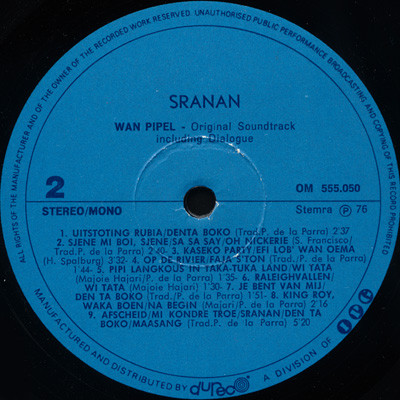 ALL RIGHTS OF THE MANUFACTURER AND OF THE OWNER OF THE RECORDED WORK RESERVED. UNAUTHORISED PUBLIC PERFORMANCE BROADCASTING AND COPYING OF THIS RECORD PROHIBITED
SRANAN
WAN PIPEL - Original Soundtrack
including Dialogue
2
OM 555.050
STEREO/MONO
Stemra Ⓟ 76
1. UITSTOTING RUBIA/DENTA BOKO (Trad.P. de la Parra) 2'37
2. SJENE MI BOI, SJENE/SA SA SAY/OH NICKERIE (S. Francisco/
Trad.P. de la Parra) 2'40 3. KASEKO PARTY/EFI LOB' WAN OEMA
(H. Spalburg) 3'32 4. OP DE RIVIER/FAJA S'TON (Trad.P. de la Parra)
1'44 5. PIPI LANGKOUS IN TAKA-TUKA LAND/WI TATA
(Majoie Hajari/P. de la Parra) 1'35 6. RALEIGHVALLEN/
WI TATA (Majoie Hajari) 1'30 7. JE BENT VAN MIJ/
DEN TA BOKO (Trad.P. de la Parra) 1'51 8. KING ROY,
WAKA BOEN/NA BEGIN (Majoie Hajari/P. de la Parra) 2'16
9. AFSCHEID/MI KONDRE TROE/SRANAN/DEN TA
BOKO/MAASANG (Trad./P. de la Parra) 5'20
MANUFACTURED AND DISTRIBUTED BY dureco A DIVISION OF